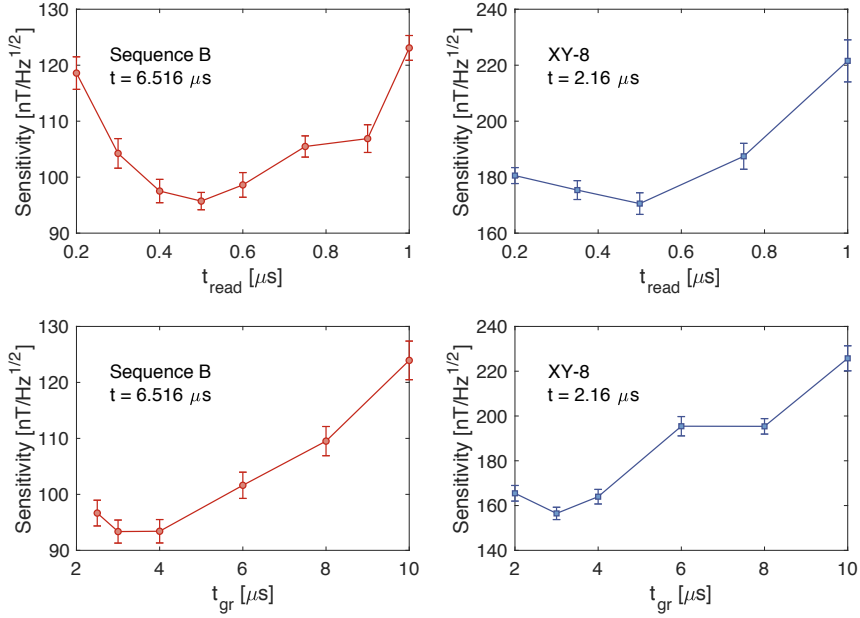 130
120
110
100
90
Sensitivity [nT/Hz^1/2]
Sequence B
t = 6.516 μs
0.2 0.4 0.6 0.8 1
t_read [μs]
240
220
200
180
160
Sensitivity [nT/Hz^1/2]
XY-8
t = 2.16 μs
0.2 0.4 0.6 0.8 1
t_read [μs]
130
120
110
100
90
Sensitivity [nT/Hz^1/2]
Sequence B
t = 6.516 μs
2 4 6 8 10
t_gr [μs]
240
220
200
180
160
140
Sensitivity [nT/Hz^1/2]
XY-8
t = 2.16 μs
2 4 6 8 10
t_gr [μs]